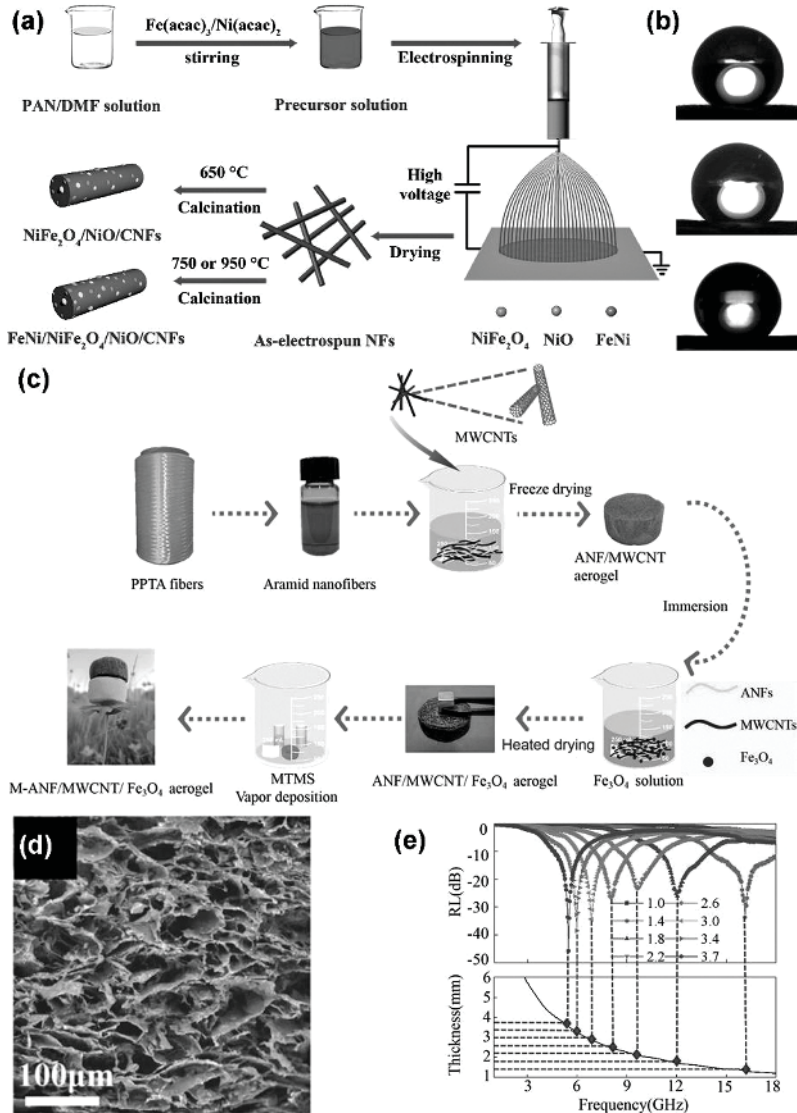 (a)
Fe(acac)₃/Ni(acac)₂
stirring
Electrospinning
PAN/DMF solution
Precursor solution
650 °C
Calcination
NiFe₂O₄/NiO/CNFs
750 or 950 °C
Calcination
FeNi/NiFe₂O₄/NiO/CNFs
As-electrospun NFs
Drying
High
voltage
NiFe₂O₄ NiO FeNi
(b)
(c)
MWCNTs
PPTA fibers
Aramid nanofibers
Freeze drying
ANF/MWCNT
aerogel
Immersion
ANFs
MWCNTs
Fe₃O₄
Fe₃O₄ solution
Heated drying
ANF/MWCNT/ Fe₃O₄ aerogel
MTMS
Vapor deposition
M-ANF/MWCNT/ Fe₃O₄ aerogel
(d)
100μm
(e)
RL(dB)
0
-10
-20
-30
-40
-50
1.0 2.6
1.4 3.0
1.8 3.4
2.2 3.7
Thickness(mm)
6
5
4
3
2
1
3 6 9 12 15 18
Frequency(GHz)